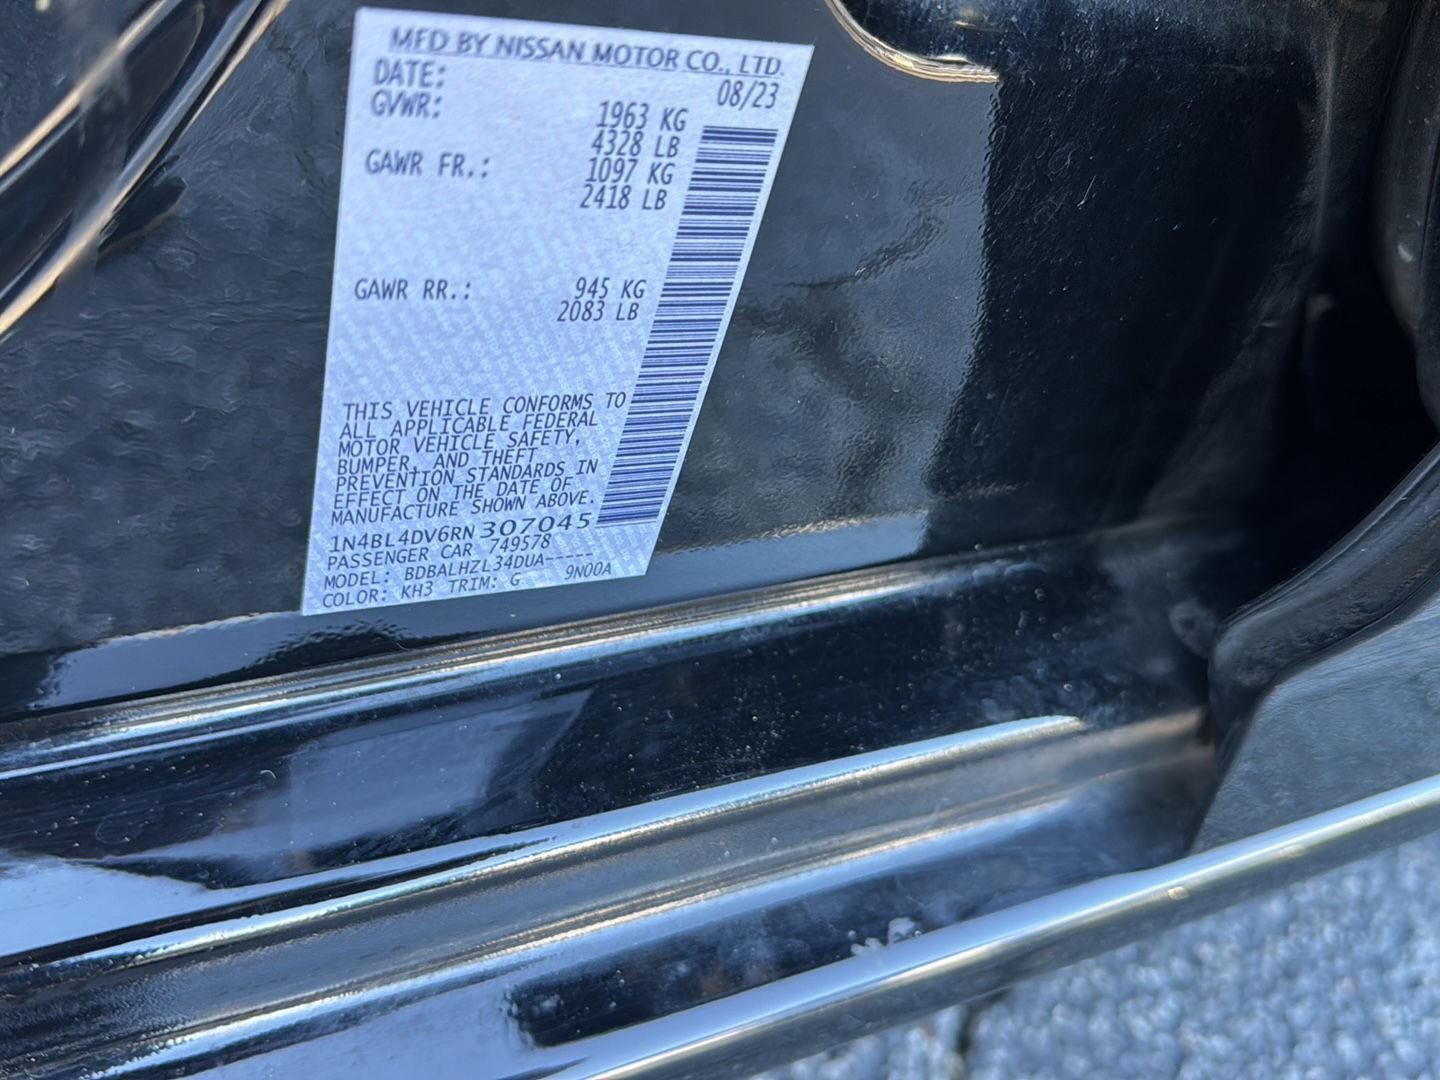 MFD BY NISSAN MOTOR CO., LTD.
DATE: 08/23
GVWR: 1963 KG
4328 LB
GAWR FR.: 1097 KG
2418 LB
GAWR RR.: 945 KG
2083 LB
THIS VEHICLE CONFORMS TO
ALL APPLICABLE FEDERAL
MOTOR VEHICLE SAFETY,
BUMPER, AND THEFT
PREVENTION STANDARDS IN
EFFECT ON THE DATE OF
MANUFACTURE SHOWN ABOVE.
1N4BL4DV6RN307045
PASSENGER CAR 749578
MODEL: BDBALHZL34DUA------
COLOR: KH3 TRIM: G 9N00A